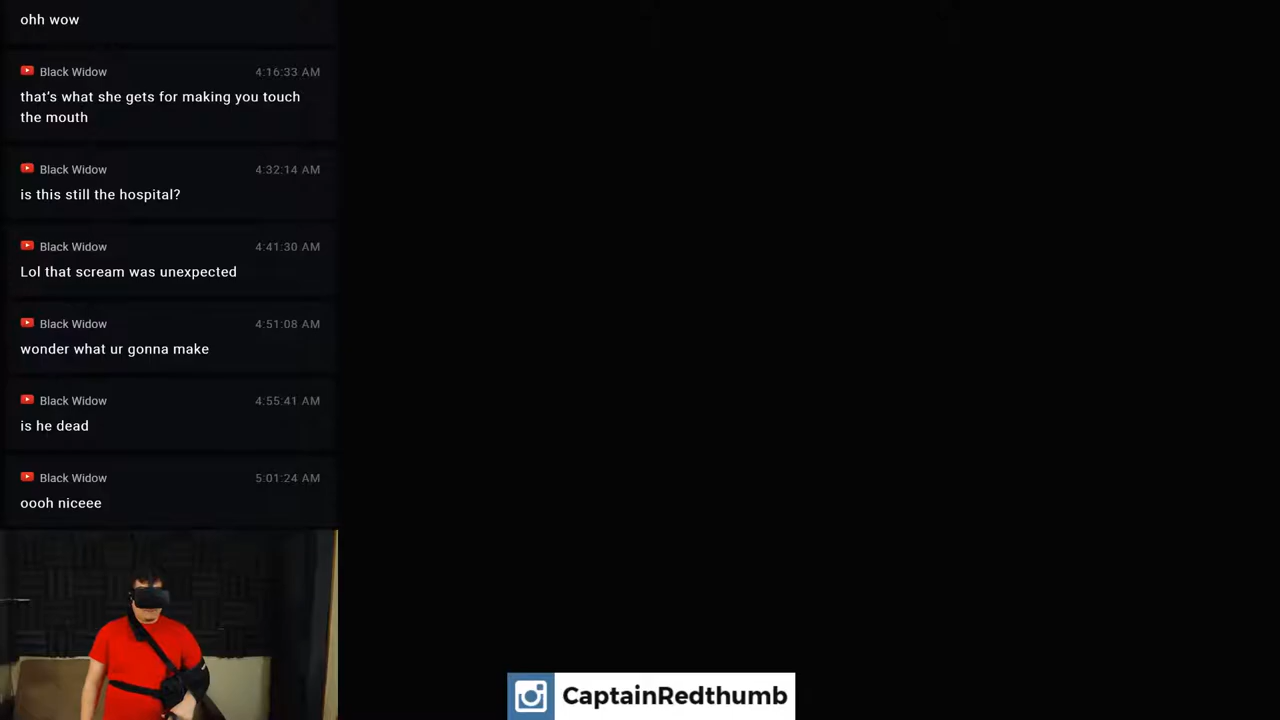 ohh wow
Black Widow 4:16:33 AM
that’s what she gets for making you touch
the mouth
Black Widow 4:32:14 AM
is this still the hospital?
Black Widow 4:41:30 AM
Lol that scream was unexpected
Black Widow 4:51:08 AM
wonder what ur gonna make
Black Widow 4:55:41 AM
is he dead
Black Widow 5:01:24 AM
oooh niceee
CaptainRedthumb